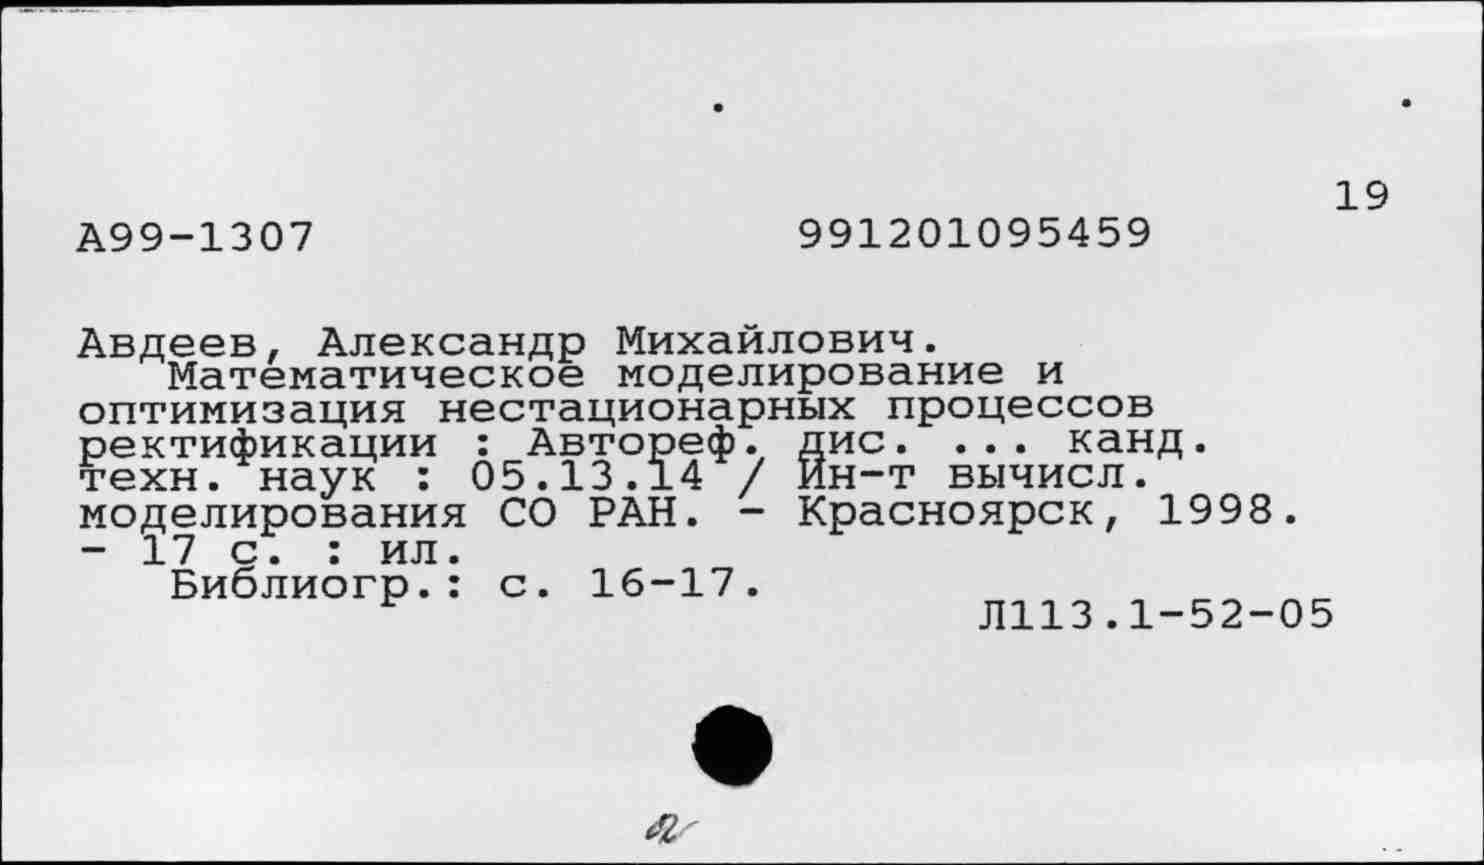 19
А99-1307 991201095459
Авдеев, Александр Михайлович.
Математическое моделирование и
оптимизация нестационарных процессов
ректификации : Автореф. дис. ... канд.
техн. наук : 05.13.14 / Ин-т вычисл.
моделирования СО РАН. - Красноярск, 1998.
- 17 с. : ил.
Библиогр.: с. 16-17.
Л113.1-52-05